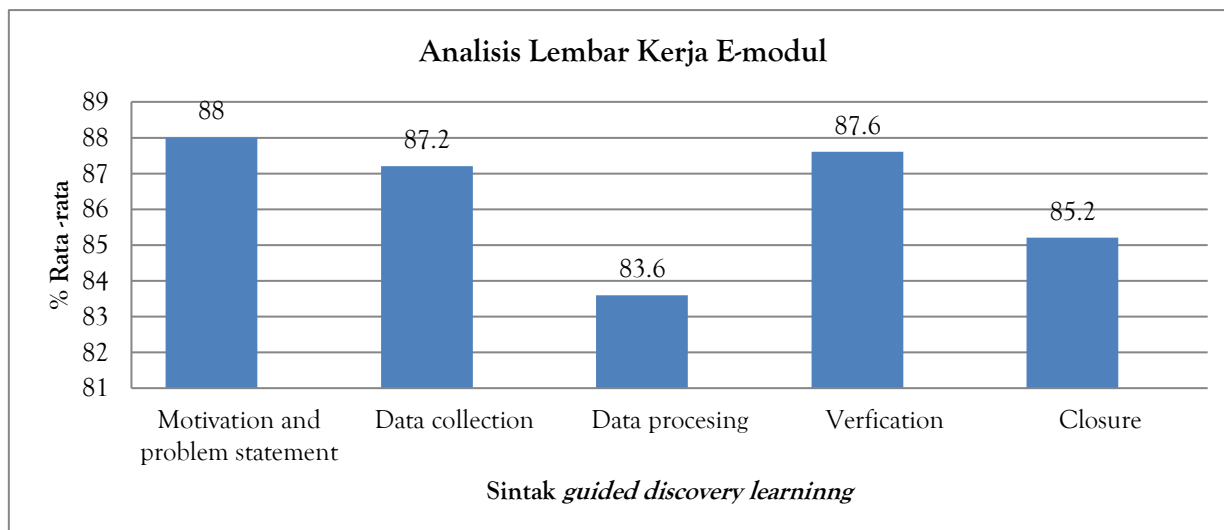 Analisis Lembar Kerja E-modul
% Rata -rata
89
88
87
86
85
84
83
82
81
88
87.2
83.6
87.6
85.2
Motivation and
problem statement
Data collection
Data procesing
Verfication
Closure
Sintak guided discovery learninng